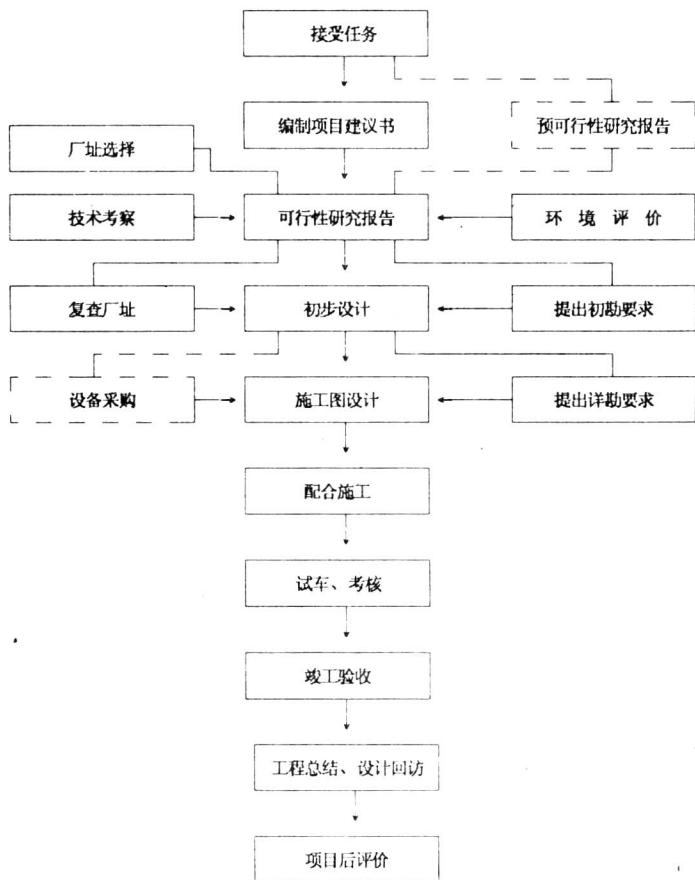 接受任务
编制项目建议书
预可行性研究报告
厂址选择
技术考察
可行性研究报告
环 境 评 价
复查厂址
初步设计
提出初勘要求
设备采购
施工图设计
提出详勘要求
配合施工
试车、考核
竣工验收
工程总结、设计回访
项目后评价